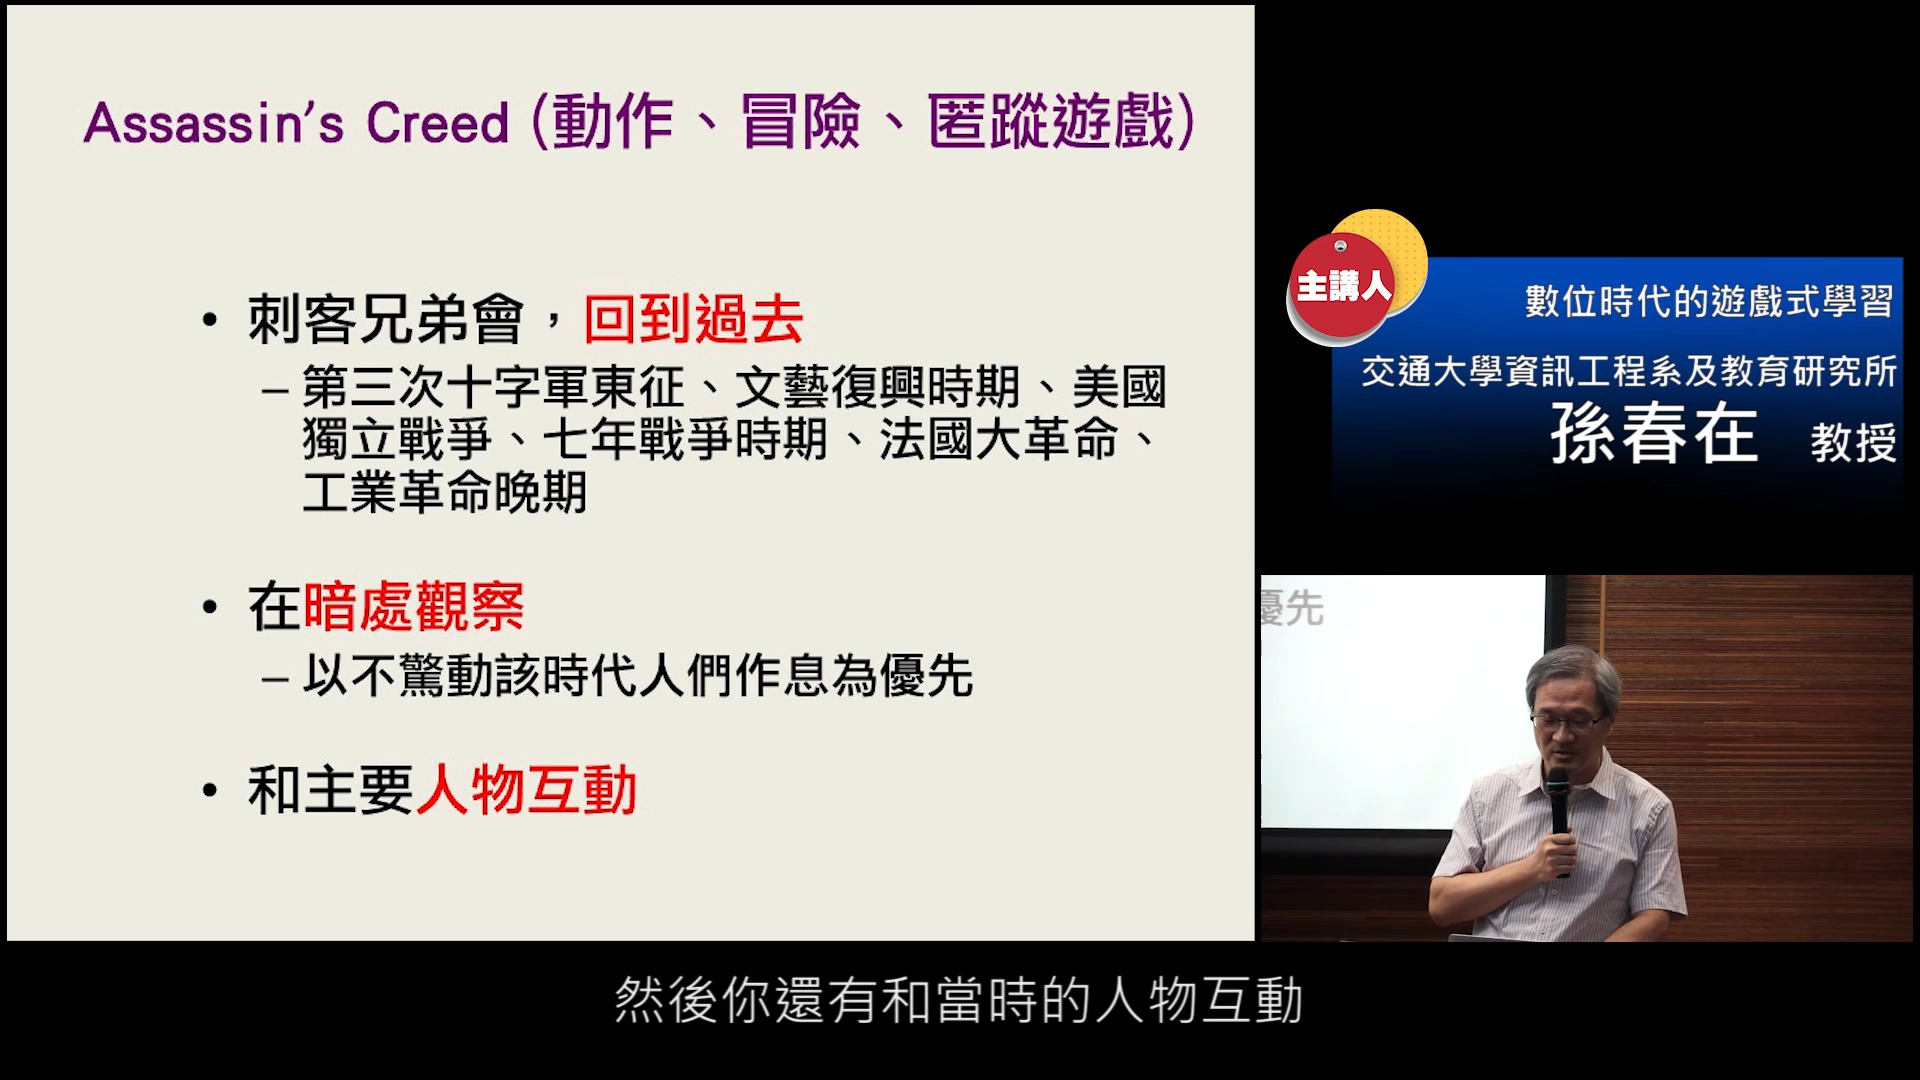 Assassin's Creed (動作、冒險、匿蹤遊戲)
• 刺客兄弟會，回到過去
– 第三次十字軍東征、文藝復興時期、美國
獨立戰爭、七年戰爭時期、法國大革命、
工業革命晚期
• 在暗處觀察
– 以不驚動該時代人們作息為優先
• 和主要人物互動
主講人
數位時代的遊戲式學習
交通大學資訊工程系及教育研究所
孫春在 教授
優先
然後你還有和當時的人物互動